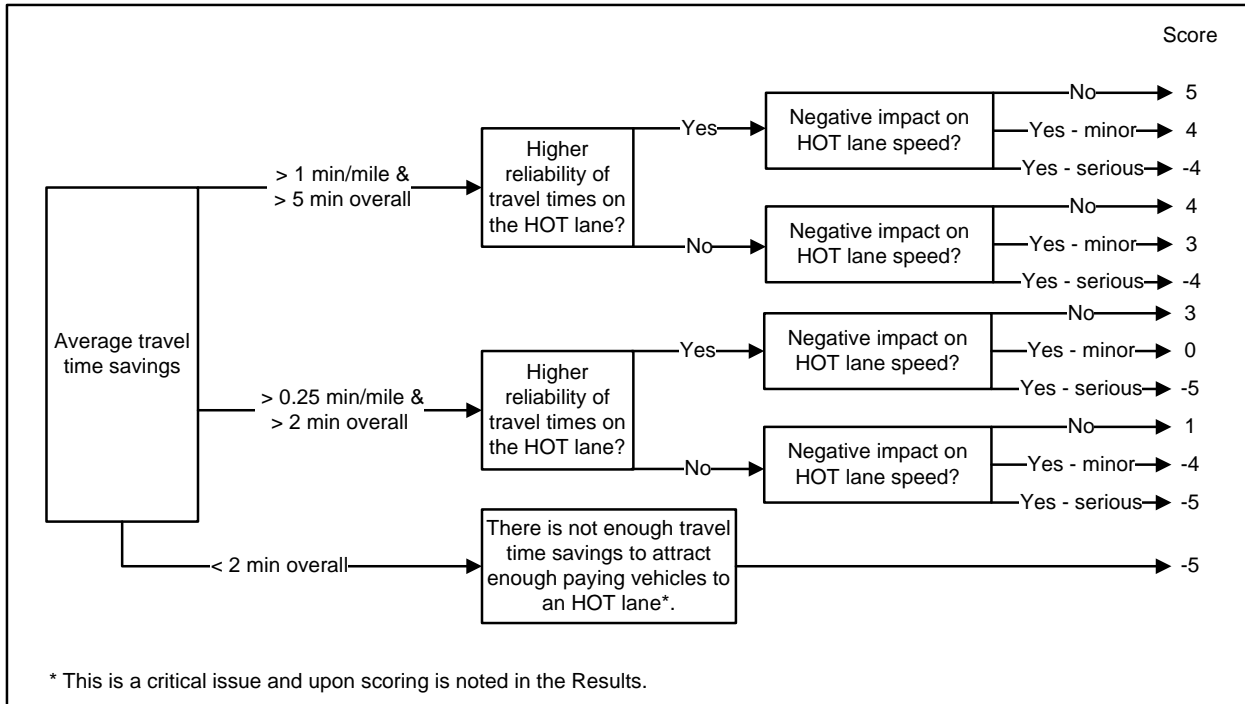 Score
Average travel
time savings
> 1 min/mile &
> 5 min overall
Higher
reliability of
travel times on
the HOT lane?
Yes
Negative impact on
HOT lane speed?
No
5
Yes - minor
4
Yes - serious
-4
No
Negative impact on
HOT lane speed?
No
4
Yes - minor
3
Yes - serious
-4
> 0.25 min/mile &
> 2 min overall
Higher
reliability of
travel times on
the HOT lane?
Yes
Negative impact on
HOT lane speed?
No
3
Yes - minor
0
Yes - serious
-5
No
Negative impact on
HOT lane speed?
No
1
Yes - minor
-4
Yes - serious
-5
< 2 min overall
There is not enough travel
time savings to attract
enough paying vehicles to
an HOT lane*.
-5
* This is a critical issue and upon scoring is noted in the Results.